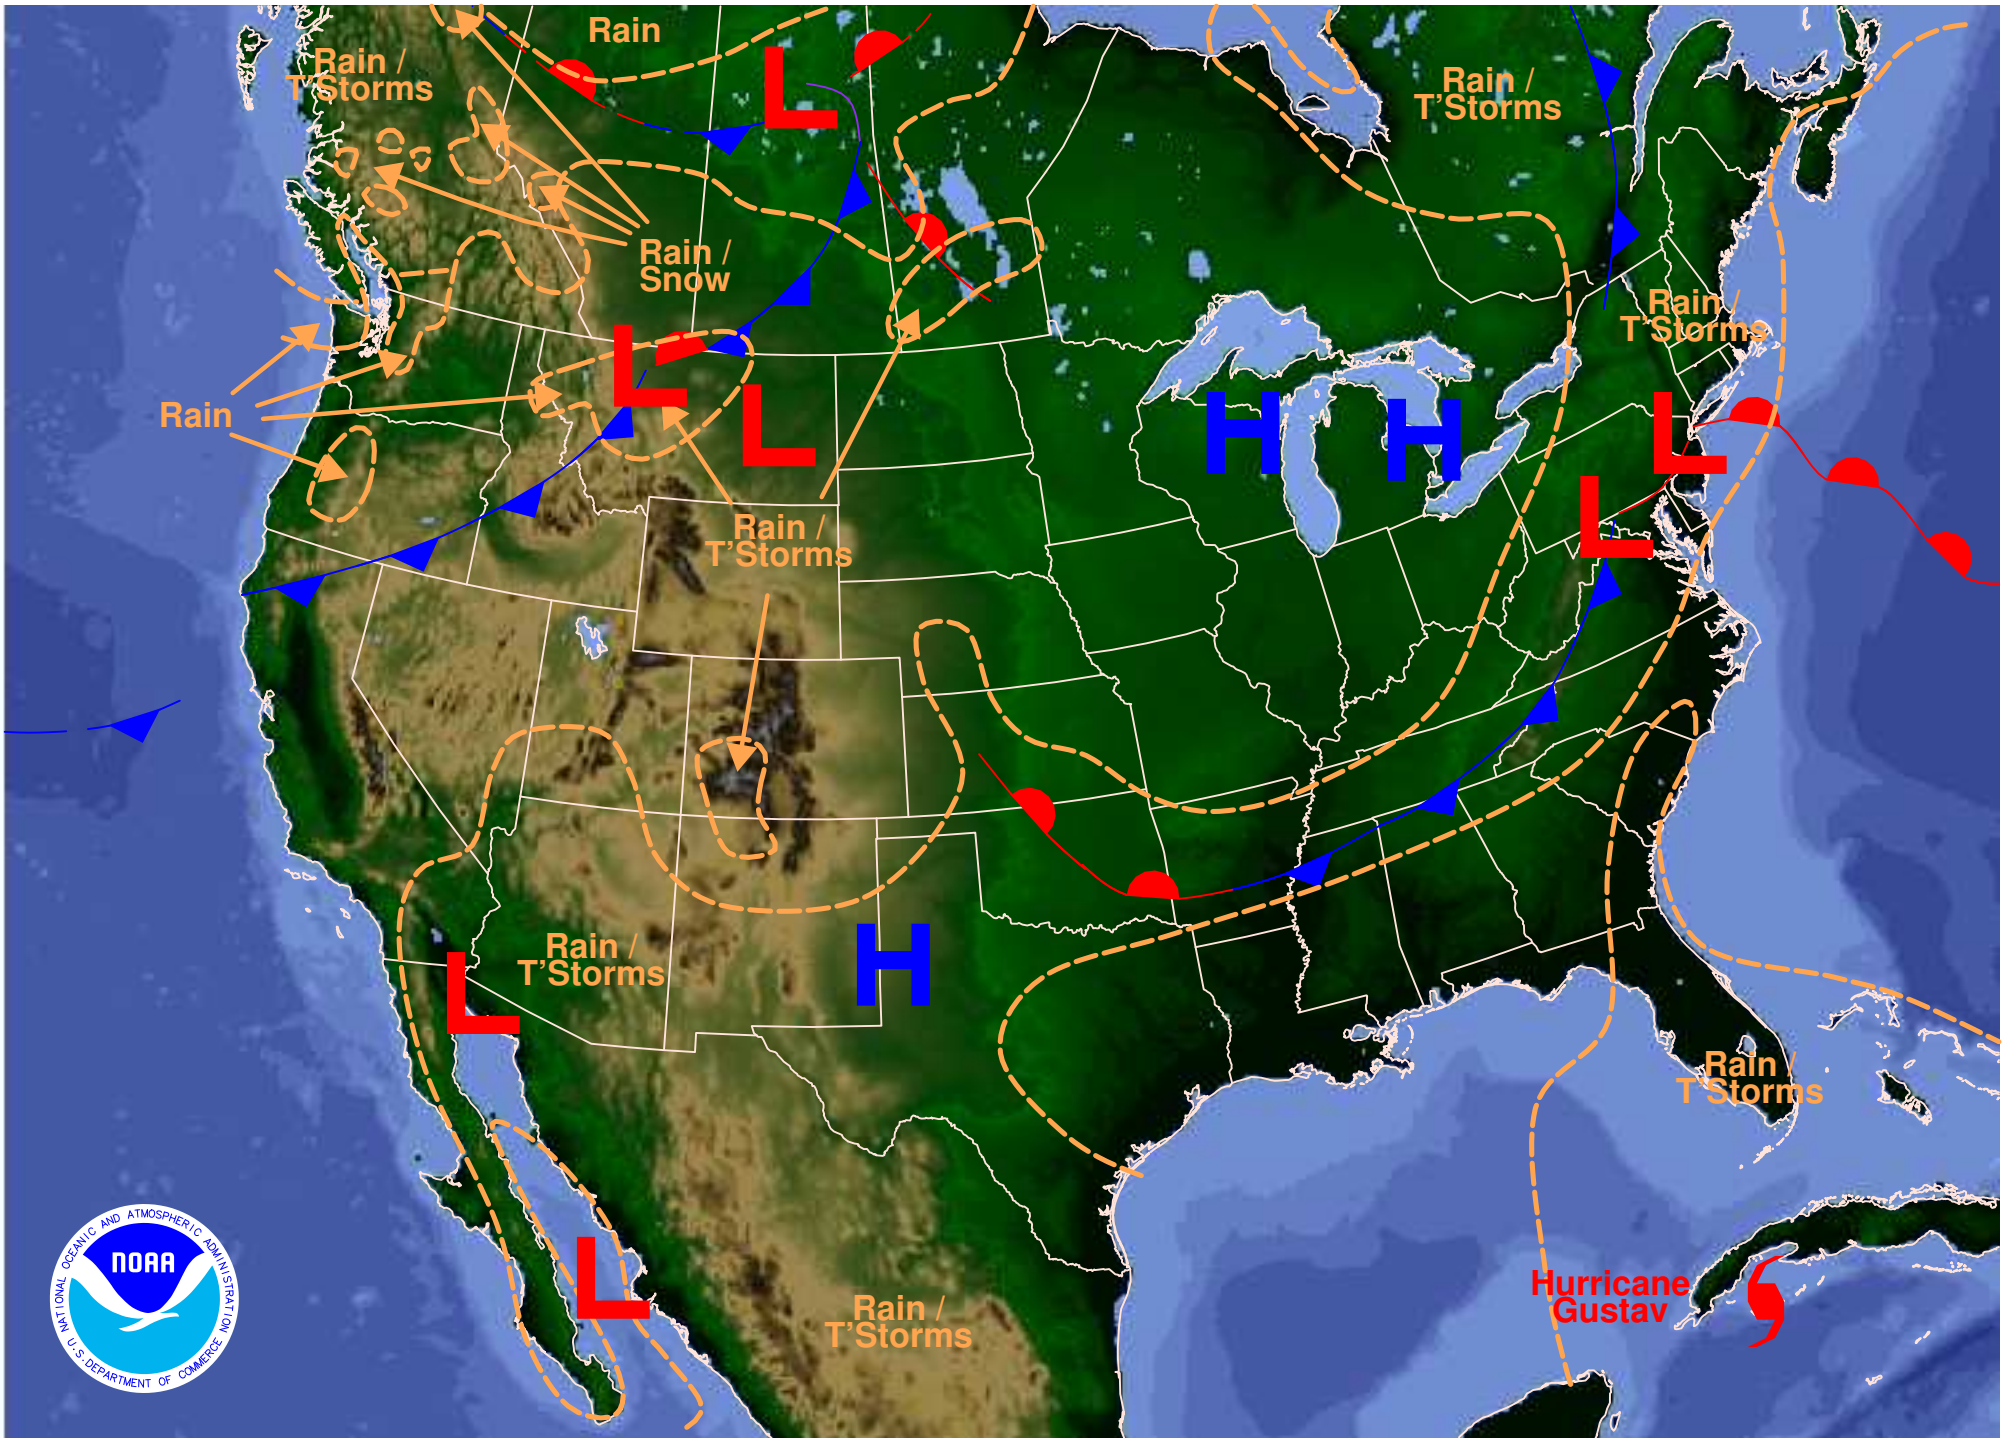 Rain
Rain /
T'Storms
Rain /
T'Storms
L
Rain /
Snow
Rain /
T'Storms
L
L
H
H
L
Rain
L
Rain /
T'Storms
H
Rain /
T'Storms
L
Rain /
T'Storms
NOAA
NATIONAL OCEANIC AND ATMOSPHERIC ADMINISTRATION
U.S. DEPARTMENT OF COMMERCE
L
Hurricane
Gustav
Rain /
T'Storms